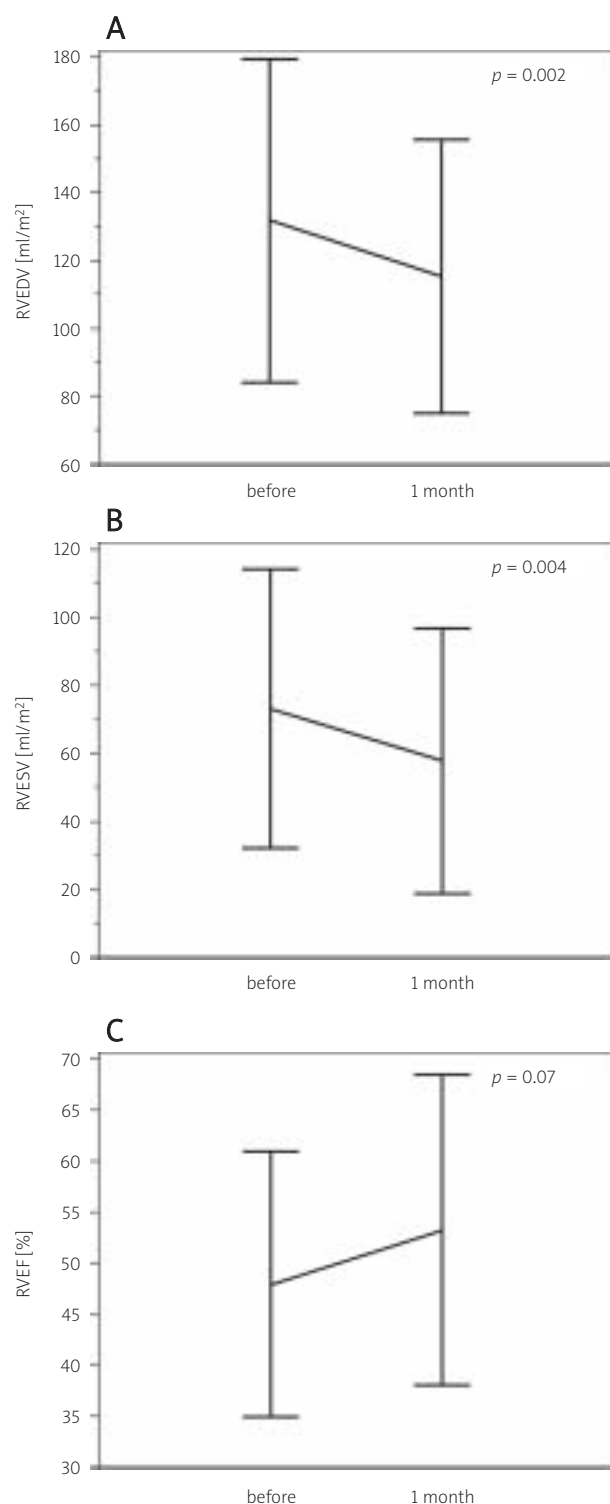 A
180
160
140
120
100
80
60
RVEDV [ml/m²]
p = 0.002
before 1 month
B
120
100
80
60
40
20
0
RVESV [ml/m²]
p = 0.004
before 1 month
C
70
65
60
55
50
45
40
35
30
RVEF [%]
p = 0.07
before 1 month